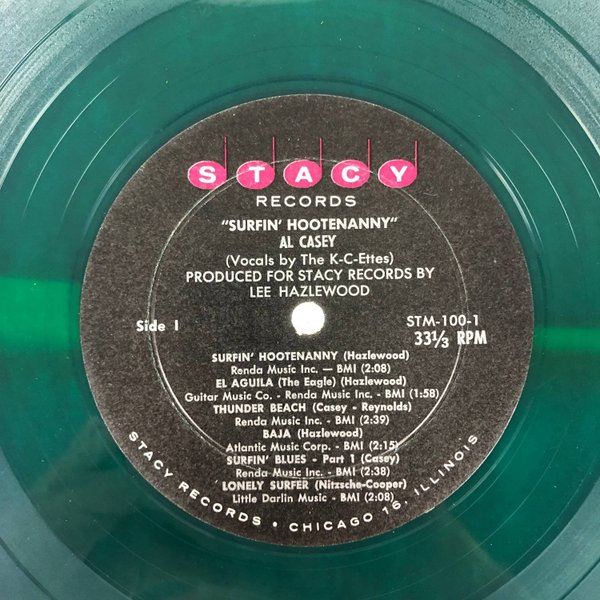 STACY
RECORDS
"SURFIN' HOOTENANNY"
AL CASEY
(Vocals by The K-C-Ettes)
PRODUCED FOR STACY RECORDS BY
LEE HAZLEWOOD
Side 1
STM-100-1
33⅓ RPM
SURFIN' HOOTENANNY (Hazlewood)
Renda Music Inc. — BMI (2:08)
EL AGUILA (The Eagle) (Hazlewood)
Guitar Music Co. - Renda Music Inc. - BMI (1:58)
THUNDER BEACH (Casey - Reynolds)
Renda Music Inc. - BMI (2:39)
BAJA (Hazlewood)
Atlantic Music Corp. - BMI (2:15)
SURFIN' BLUES - Part 1 (Casey)
Renda Music Inc. - BMI (2:38)
LONELY SURFER (Nitzsche-Cooper)
Little Darlin Music - BMI (2:08)
STACY RECORDS • CHICAGO 16, ILLINOIS